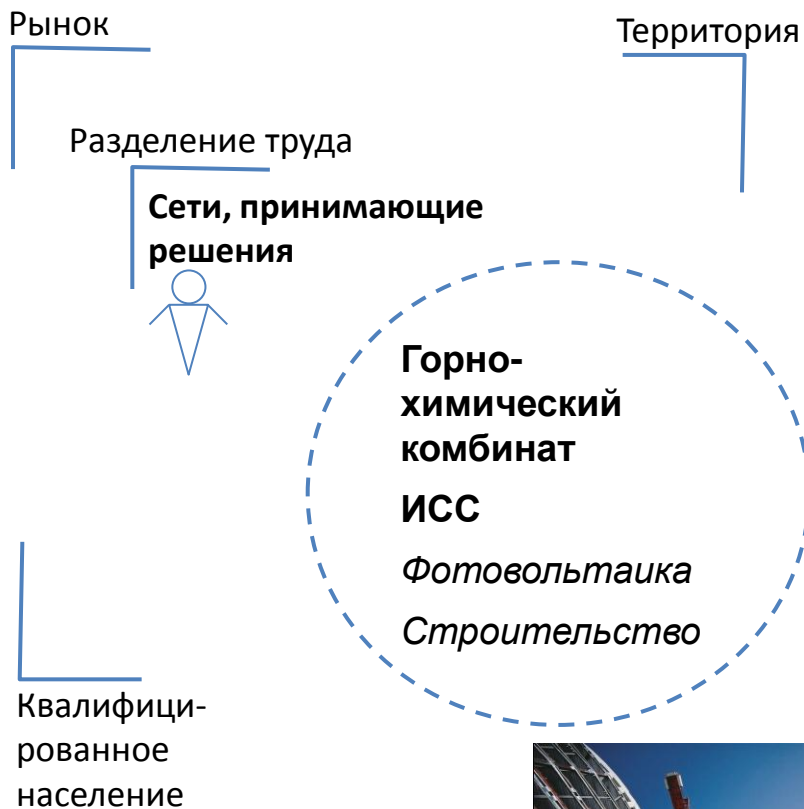 Рынок
Территория
Разделение труда
Сети, принимающие
решения
Горно-
химический
комбинат
ИСС
Фотовольтаика
Строительство
Квалифици-
рованное
население